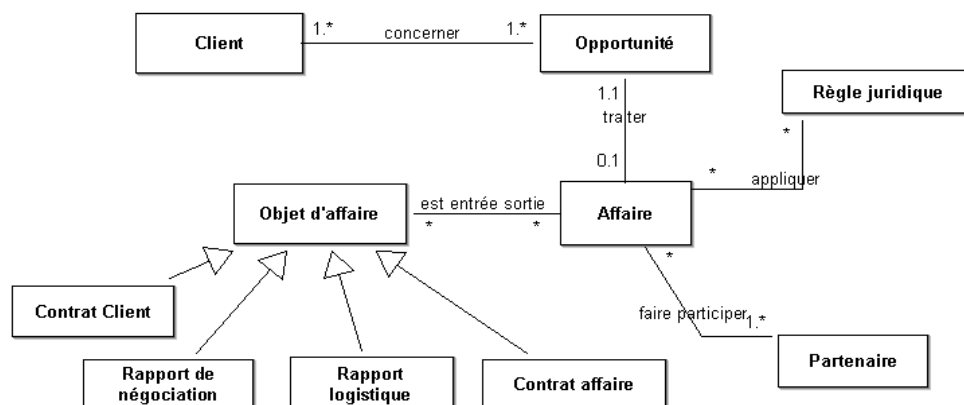 1.*
concerner
1.*
Client
Opportunité
1.1
traiter
0.1
Règle juridique
*
*
appliquer
est entrée sortie
*
*
Objet d'affaire
Affaire
*
faire participer
1.*
Contrat Client
Rapport de
négociation
Rapport
logistique
Contrat affaire
Partenaire